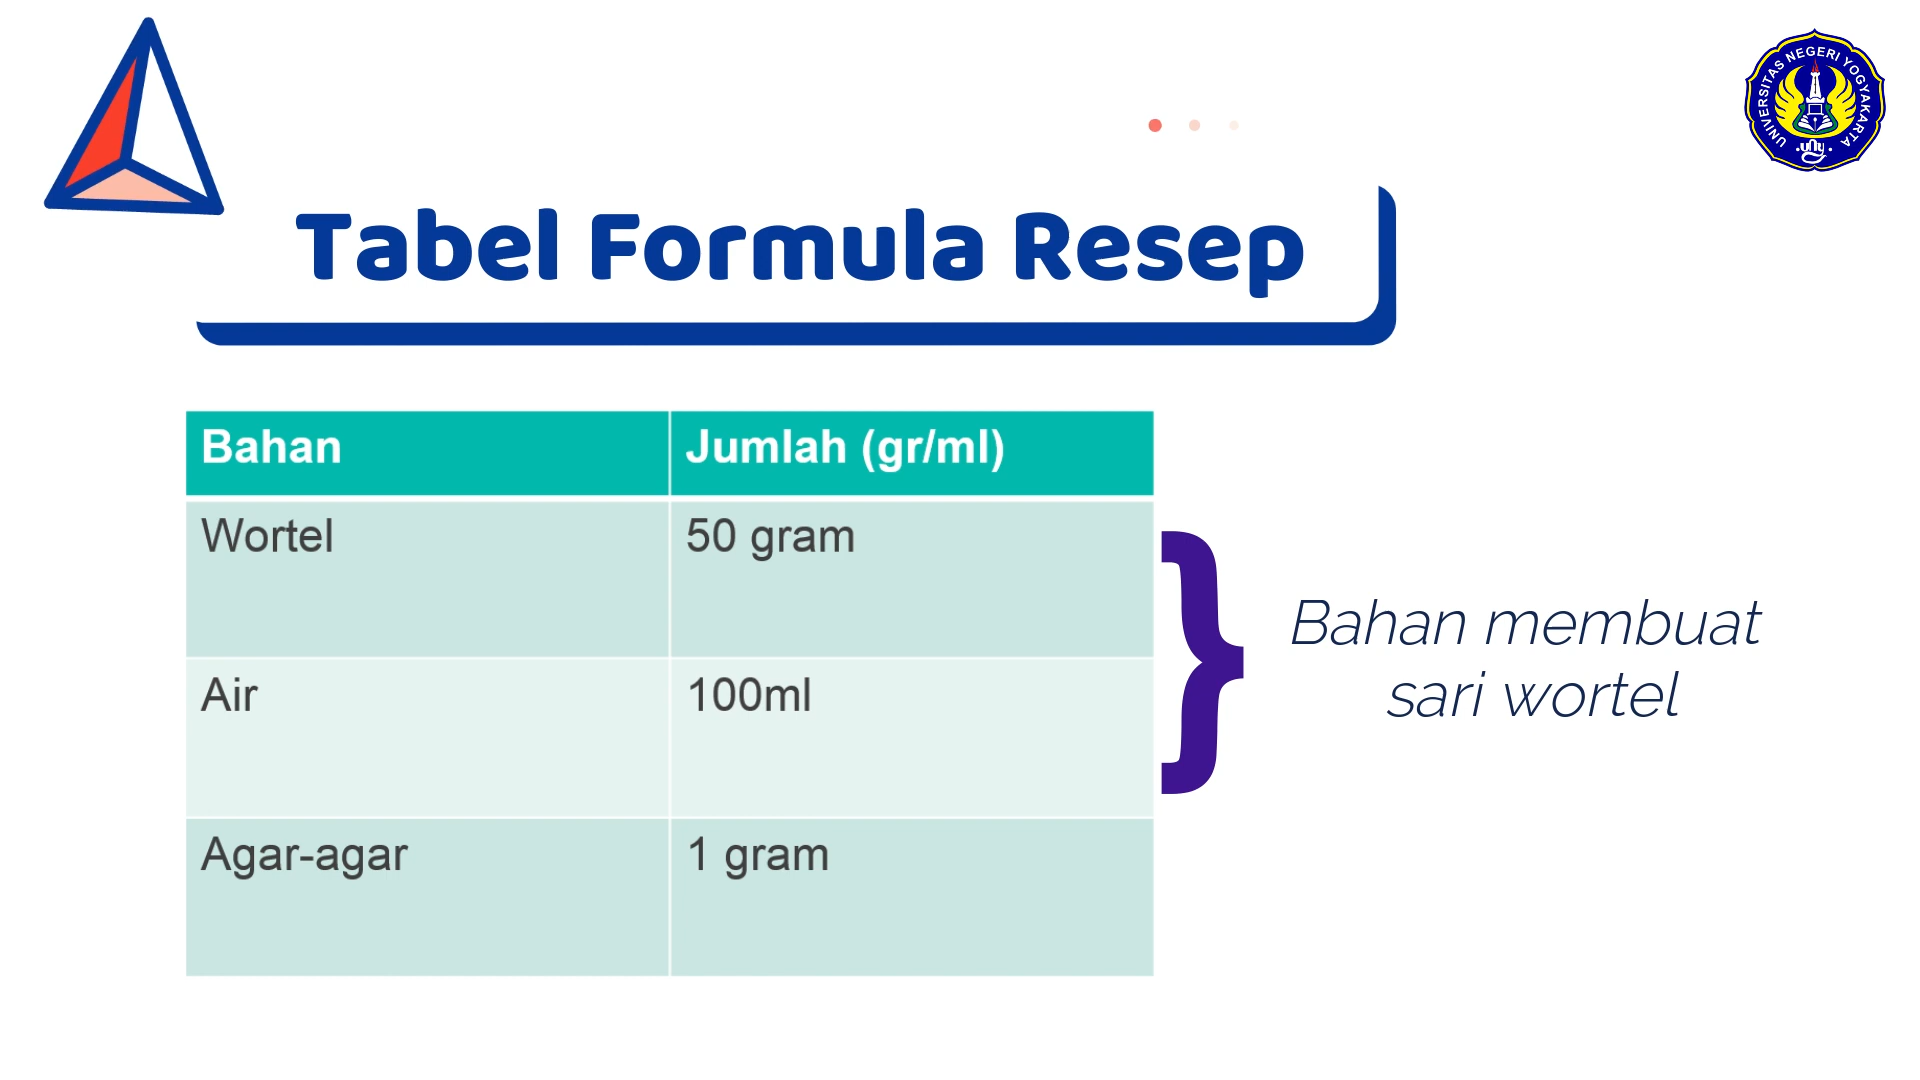 UNIVERSITAS NEGERI YOGYAKARTA
uny
Tabel Formula Resep
Bahan
Jumlah (gr/ml)
Wortel
50 gram
Air
100ml
Agar-agar
1 gram
}
Bahan membuat
sari wortel